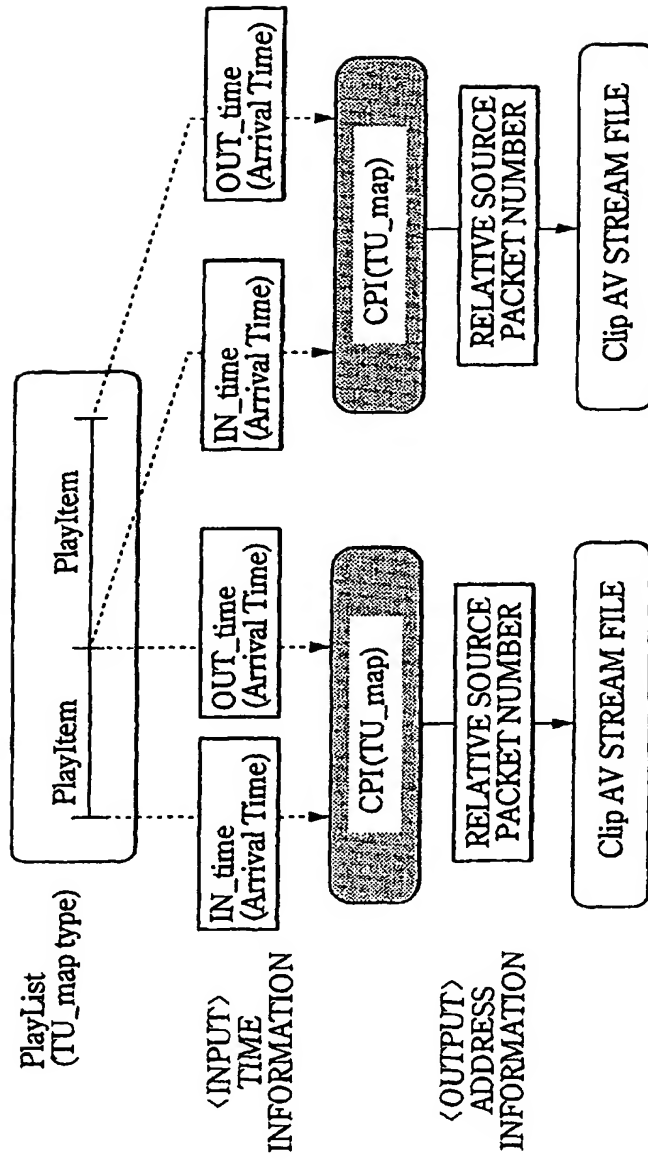 PlayList
(TU_map type)
PlayItem
PlayItem
<INPUT>
TIME
INFORMATION
IN_time
(Arrival Time)
OUT_time
(Arrival Time)
IN_time
(Arrival Time)
OUT_time
(Arrival Time)
CPI(TU_map)
CPI(TU_map)
<OUTPUT>
ADDRESS
INFORMATION
RELATIVE SOURCE
PACKET NUMBER
RELATIVE SOURCE
PACKET NUMBER
Clip AV STREAM FILE
Clip AV STREAM FILE